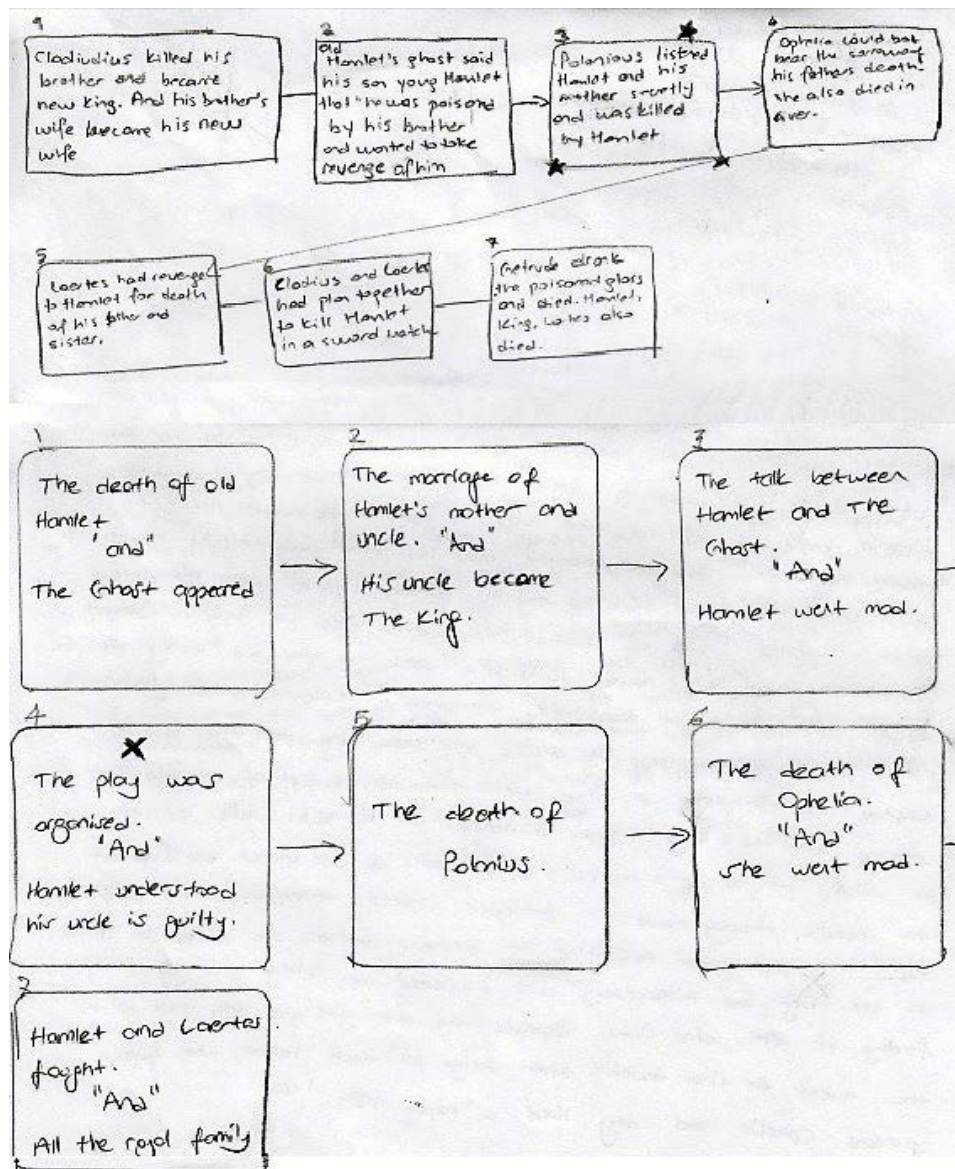 1
Cladiudius killed his
brother and became
new king. And his brother's
wife become his new
wife
2
old
Hamlet's ghost said
his son young Hamlet
that "he was poisond
by his brother
and wanted to take
revenge of him
3
Polonious listned
Hamlet and his
mother secretly
and was killed
by Hamlet
4
Ophelia could not
bear the sorrow of
his fathers death
she also died in
river.
5
Laertes had revenge
to Hamlet for death
of his father and
sister.
6
Cladius and Laertes
had plan together
to kill Hamlet
in a sword match
7
Getrude drank
the poisoned glass
and died. Hamlet,
King, Lartes also
died.
1
The death of old
Hamlet
"and"
The Ghost appeared
2
The marriage of
Hamlet's mother and
uncle. "And"
His uncle became
The King.
3
The talk between
Hamlet and The
Ghost.
"And"
Hamlet went mad.
4
The play was
organised.
"And"
Hamlet understood
his uncle is guilty.
5
The death of
Polonius.
6
The death of
Ophelia.
"And"
She went mad.
7
Hamlet and Laertes
fought.
"And"
All the royal family